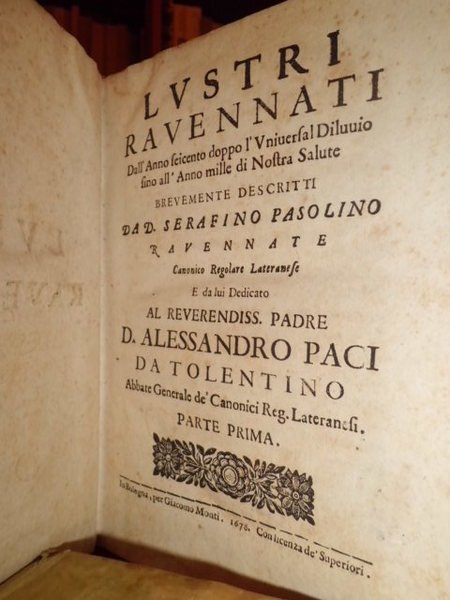 LVSTRI
RAVENNATI
Dall'Anno ſeicento doppo l'Vniuerſal Diluuio
ſino all'Anno mille di Noſtra Salute
BREVEMENTE DESCRITTI
DA D. SERAFINO PASOLINO
RAVENNATE
Canonico Regolare Lateraneſe
E da lui Dedicato
AL REVERENDISS. PADRE
D. ALESSANDRO PACI
DA TOLENTINO
Abbate Generale de' Canonici Reg. Lateraneſi.
PARTE PRIMA.
In Bologna, per Giacomo Monti. 1678. Con licenza de' Superiori.